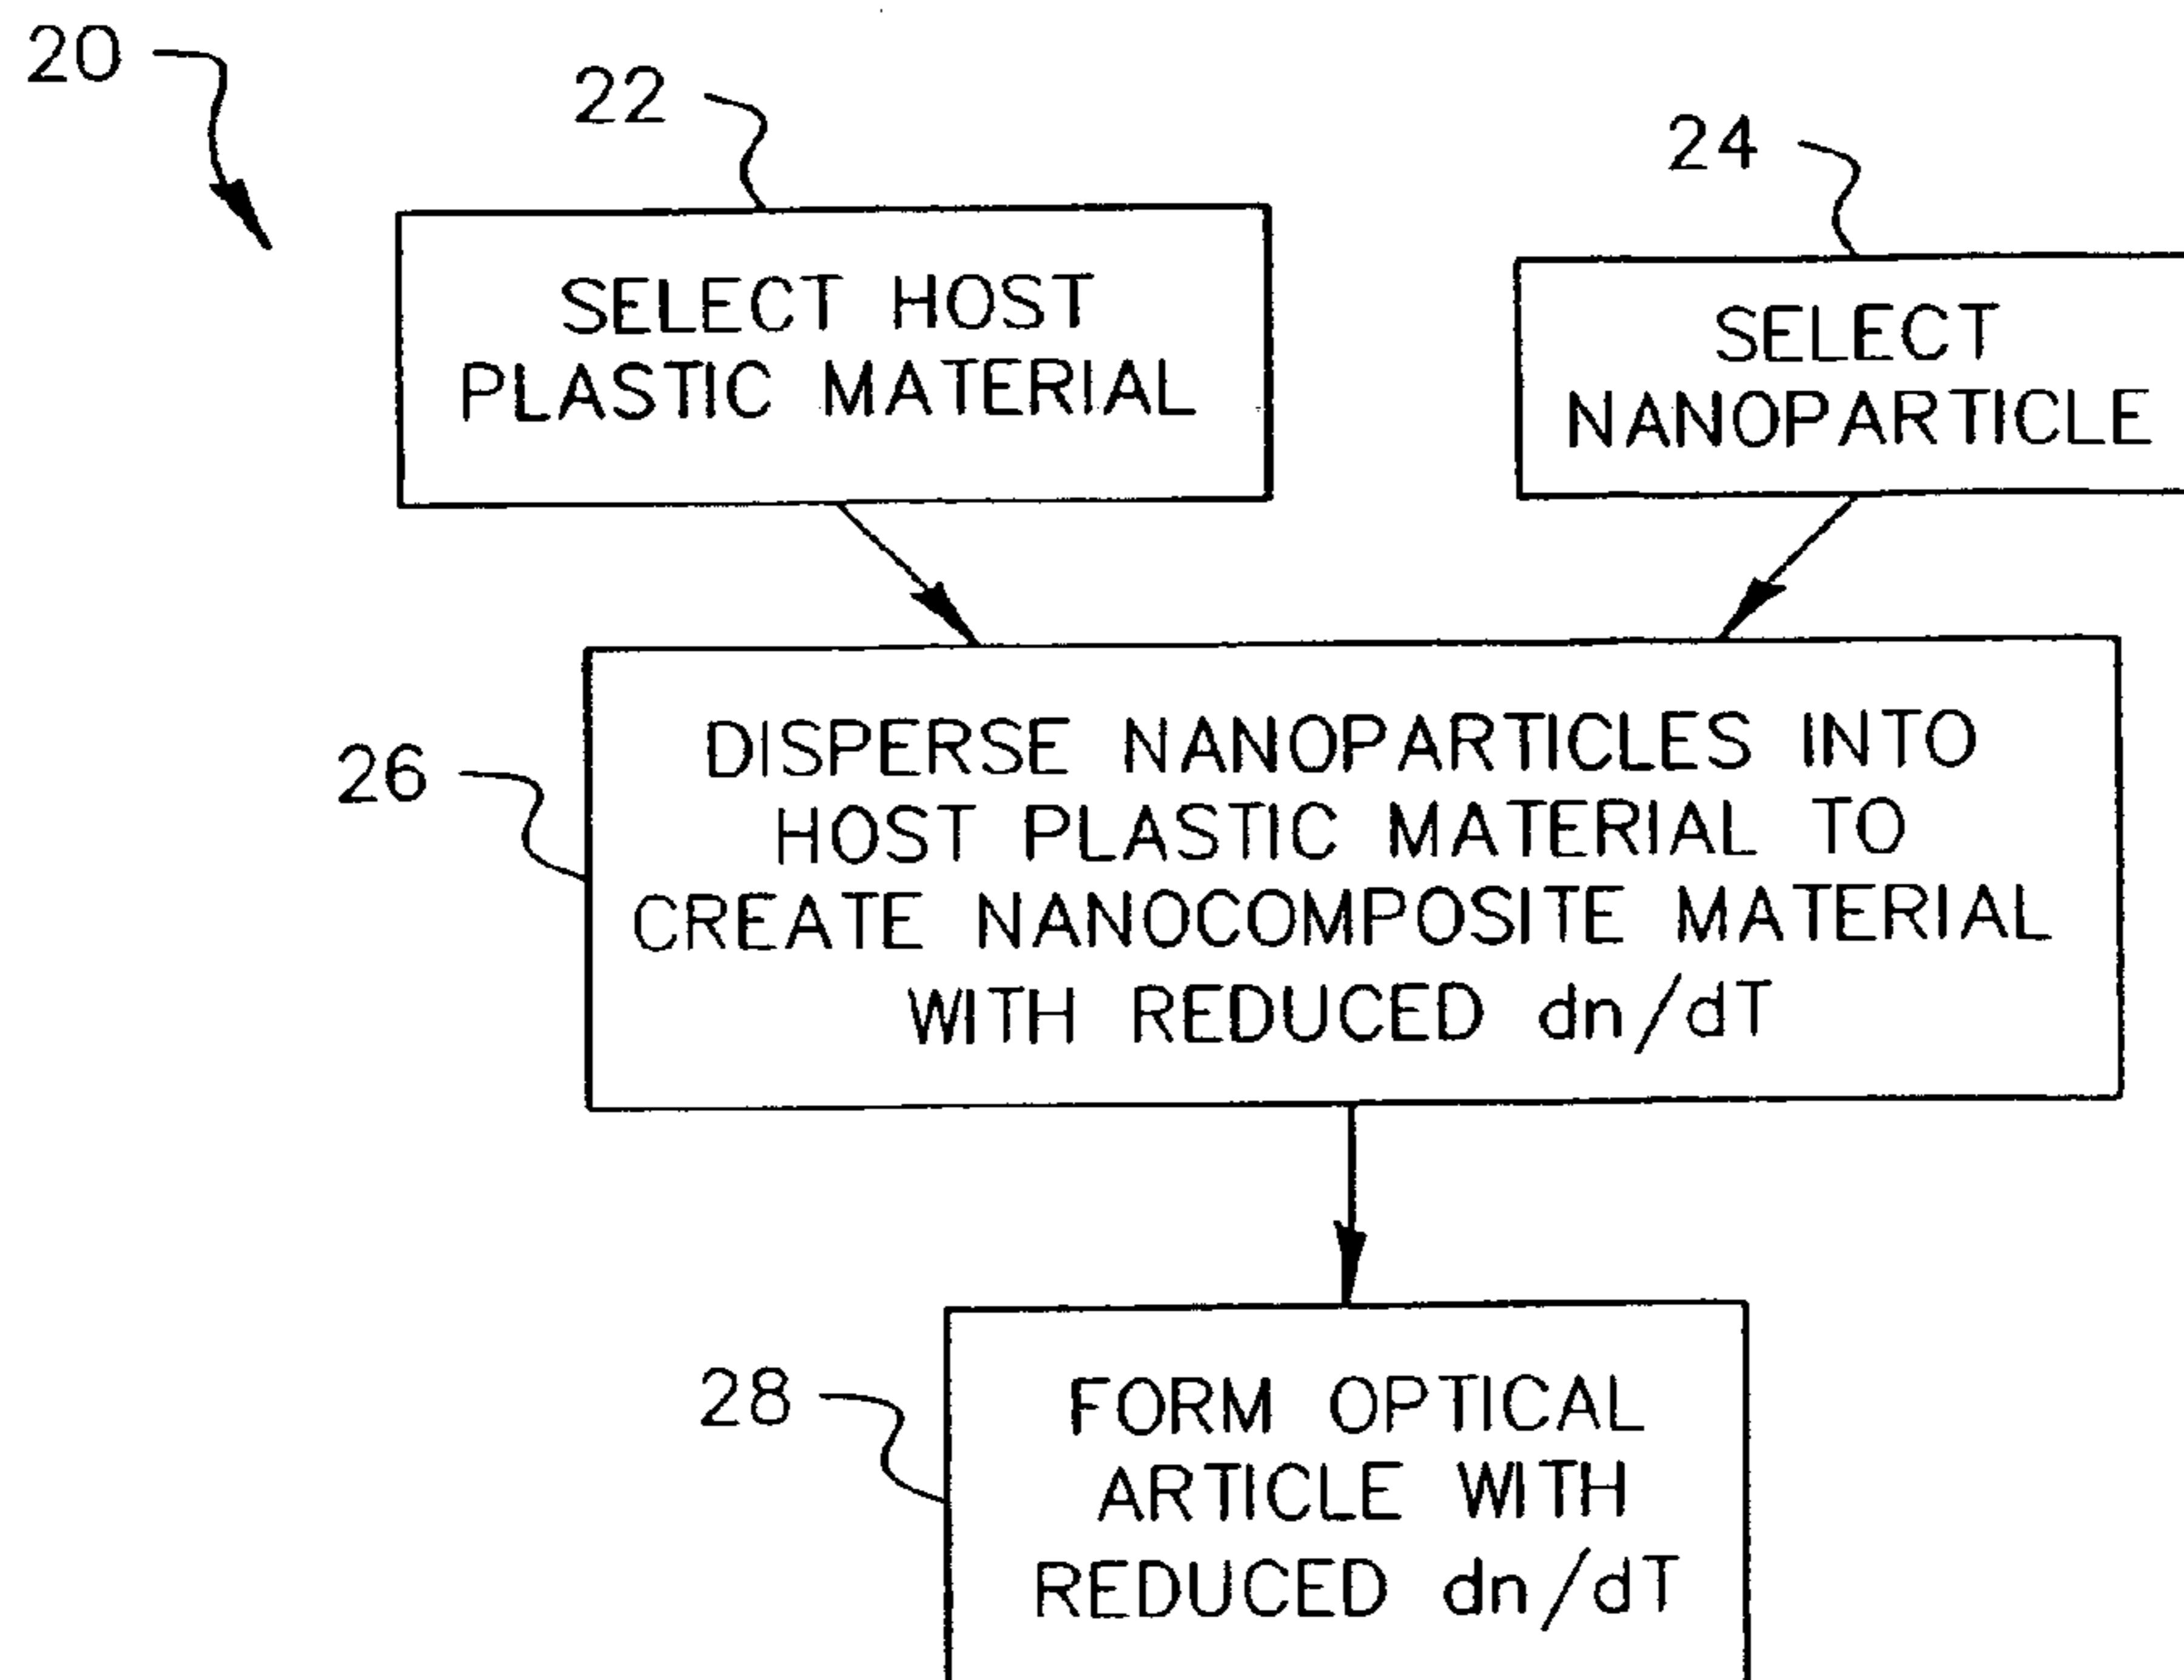 20
22
24
SELECT HOST
PLASTIC MATERIAL
SELECT
NANOPARTICLE
26
DISPERSE NANOPARTICLES INTO
HOST PLASTIC MATERIAL TO
CREATE NANOCOMPOSITE MATERIAL
WITH REDUCED dn/dT
28
FORM OPTICAL
ARTICLE WITH
REDUCED dn/dT